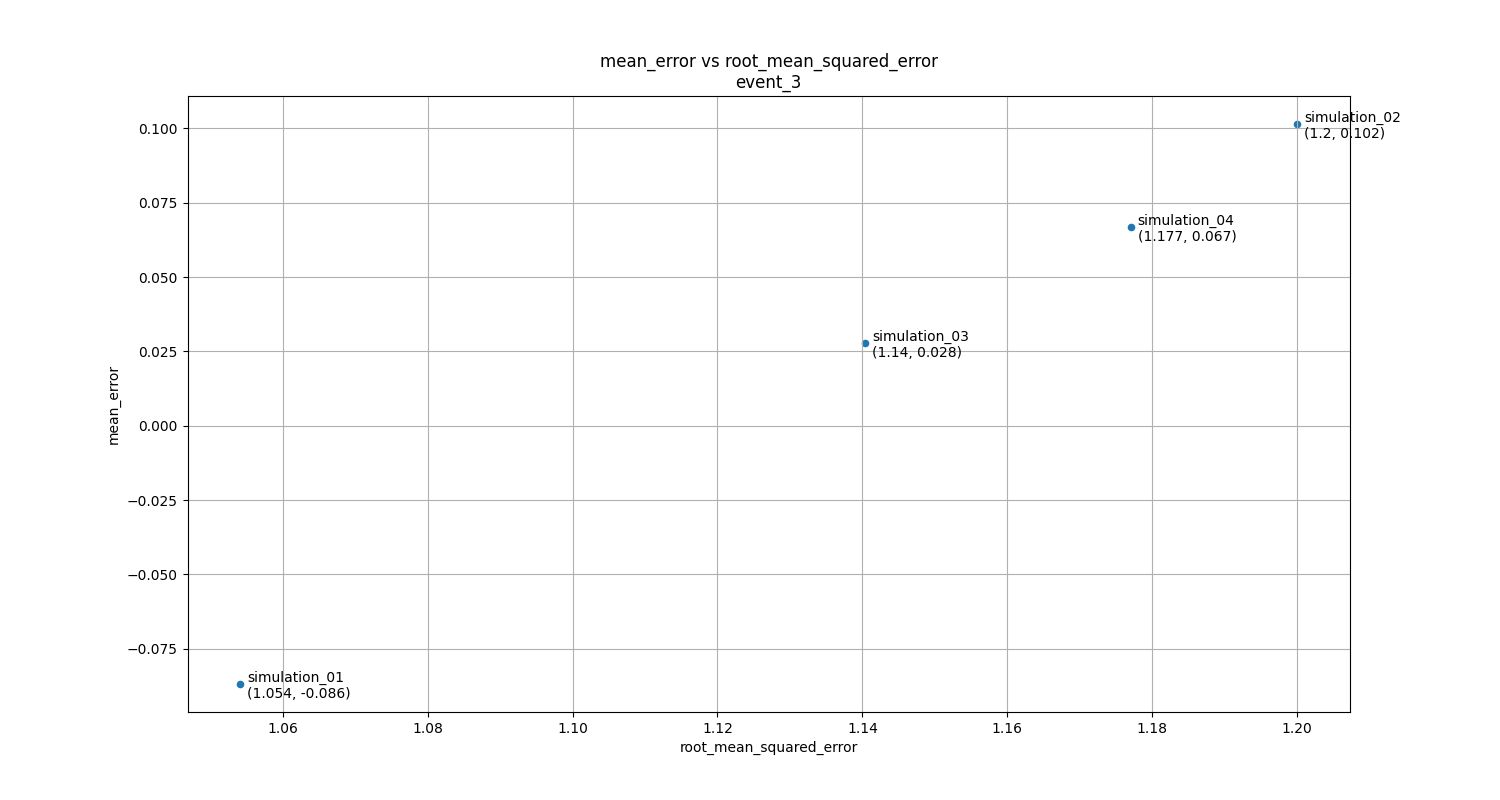 mean_error vs root_mean_squared_error
event_3
mean_error
0.100
0.075
0.050
0.025
0.000
−0.025
−0.050
−0.075
simulation_02
(1.2, 0.102)
simulation_04
(1.177, 0.067)
simulation_03
(1.14, 0.028)
simulation_01
(1.054, -0.086)
1.06 1.08 1.10 1.12 1.14 1.16 1.18 1.20
root_mean_squared_error